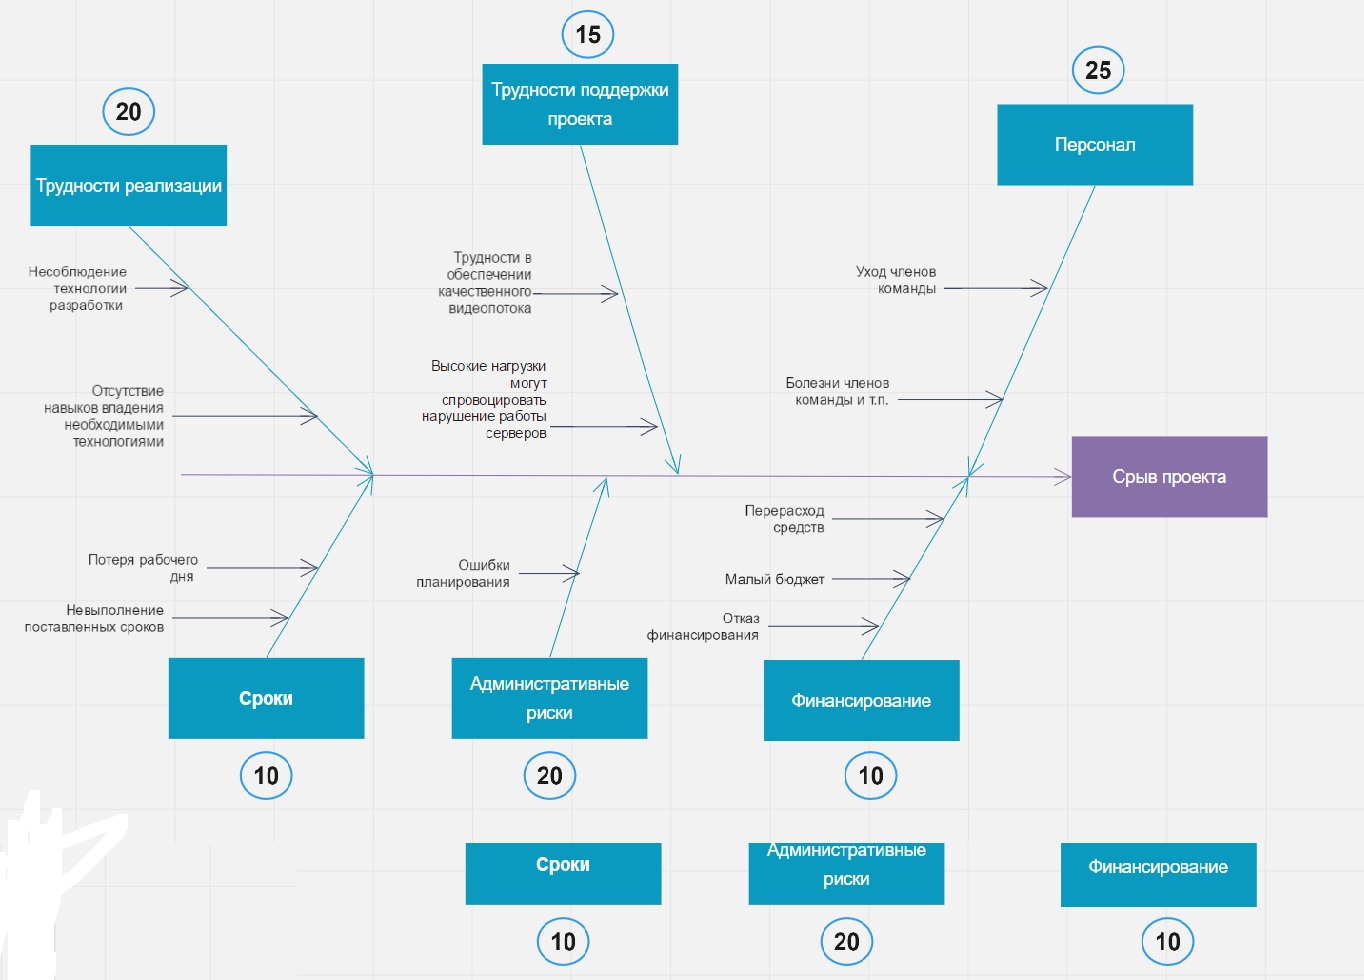 15
Трудности поддержки
проекта
25
Персонал
20
Трудности реализации
Несоблюдение
технологии
разработки
Трудности в
обеспечении
качественного
видеопотока
Уход членов
команды
Отсутствие
навыков владения
необходимыми
технологиями
Высокие нагрузки
могут
спровоцировать
нарушение работы
серверов
Болезни членов
команды и т.п.
Срыв проекта
Потеря рабочего
дня
Невыполнение
поставленных сроков
Ошибки
планирования
Перерасход
средств
Малый бюджет
Отказ
финансирования
Сроки
Административные
риски
Финансирование
10
20
10
Сроки
Административные
риски
Финансирование
10
20
10